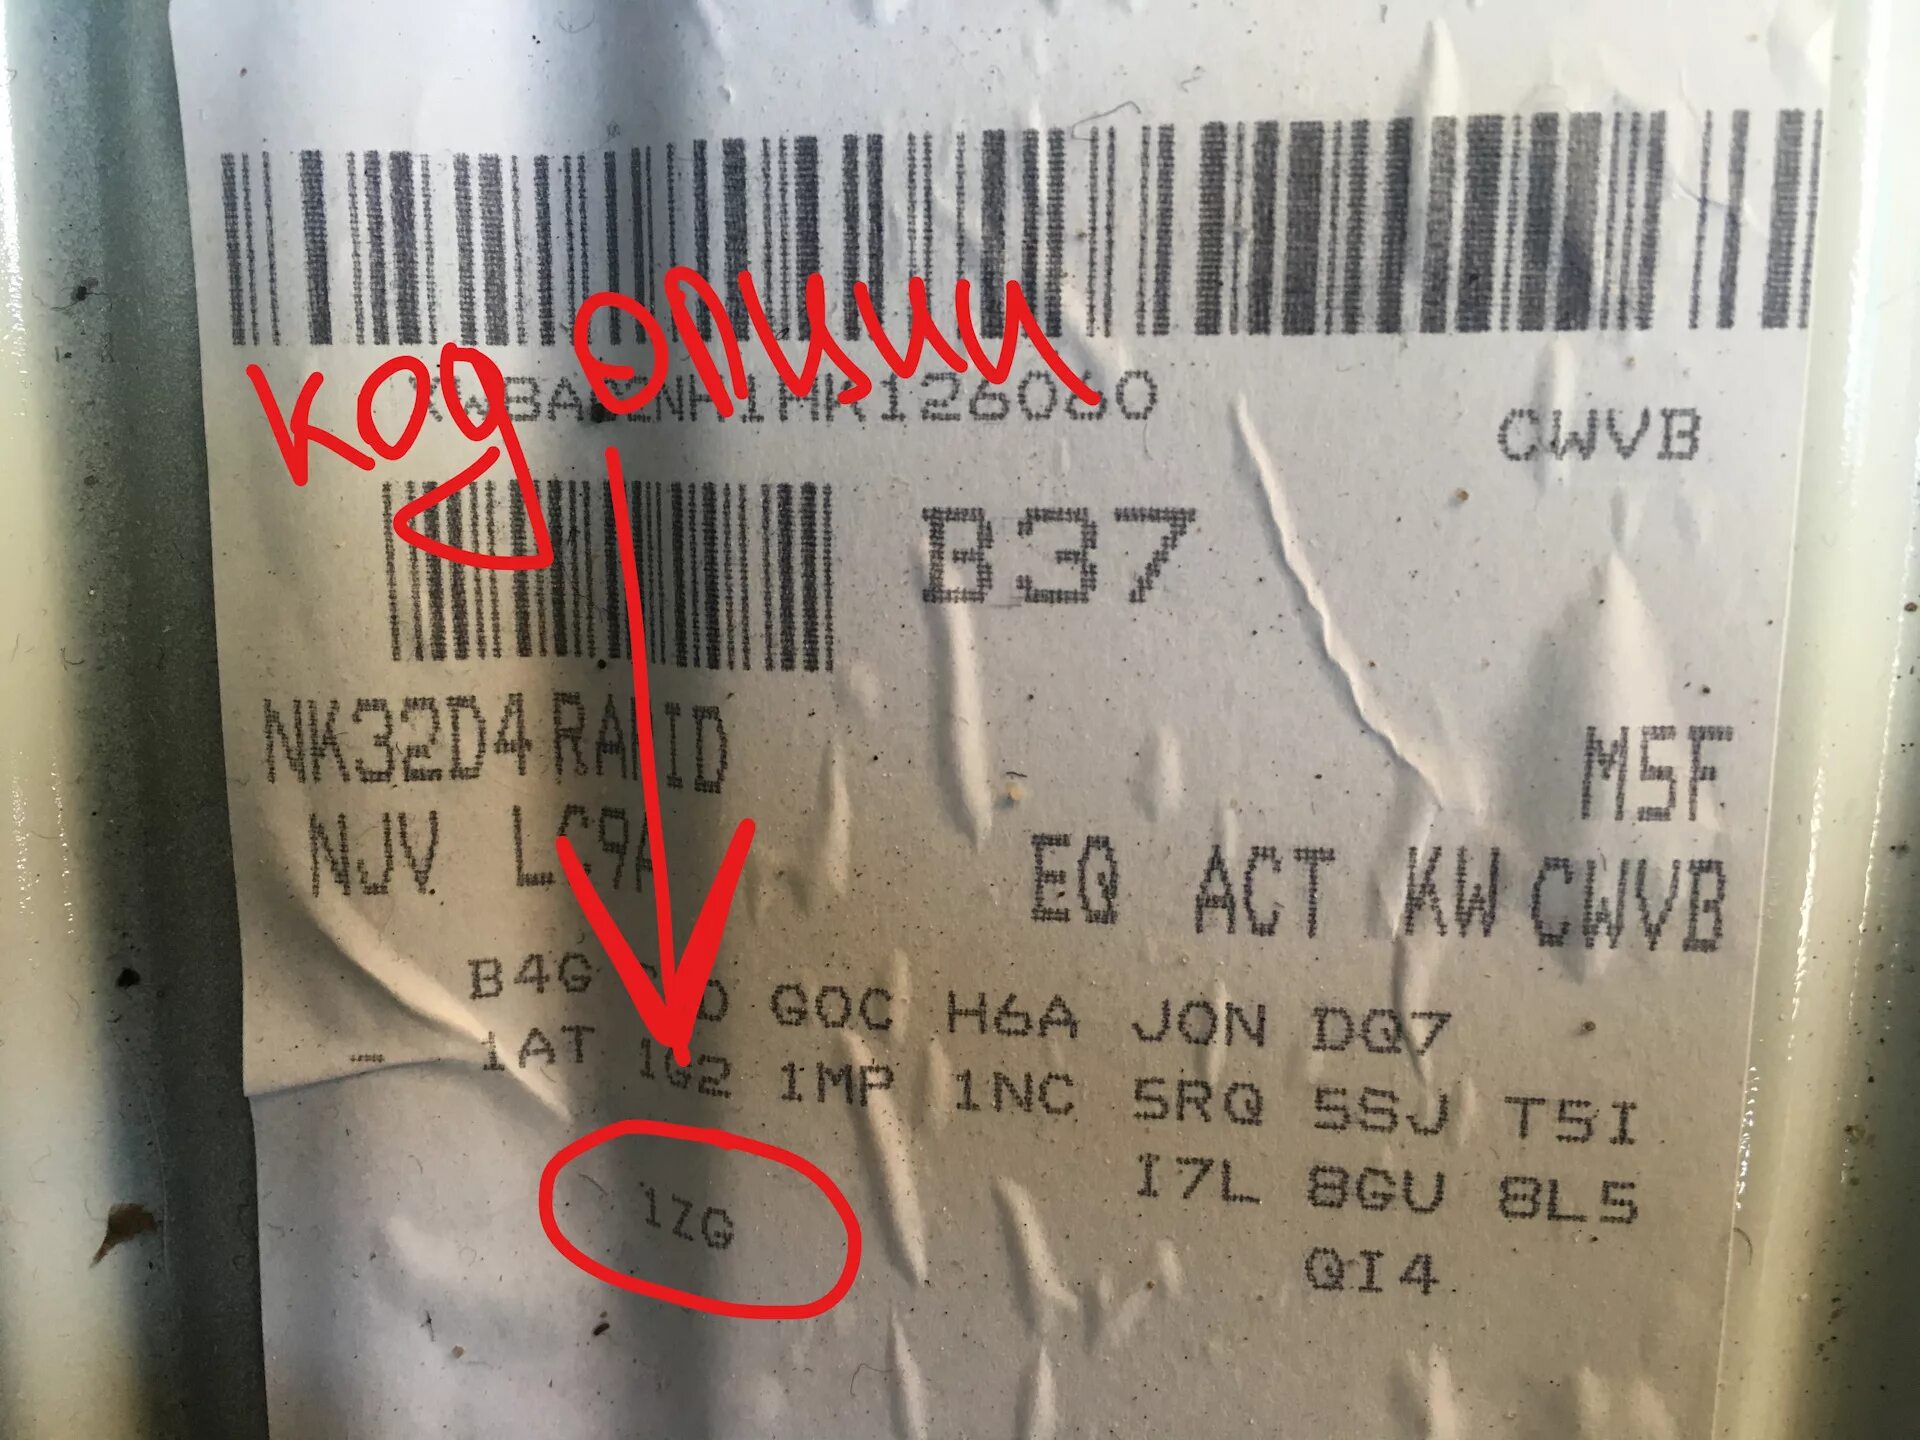 код опции
CWVB
B37
NK32D4
M5F
NJV
EQ ACT KW CWVB
B4G G0C H6A J0N DQ7
1AT 1G2 1MP 1NC 5RQ 5SJ T5I
1ZG I7L 8GU 8L5
QI4